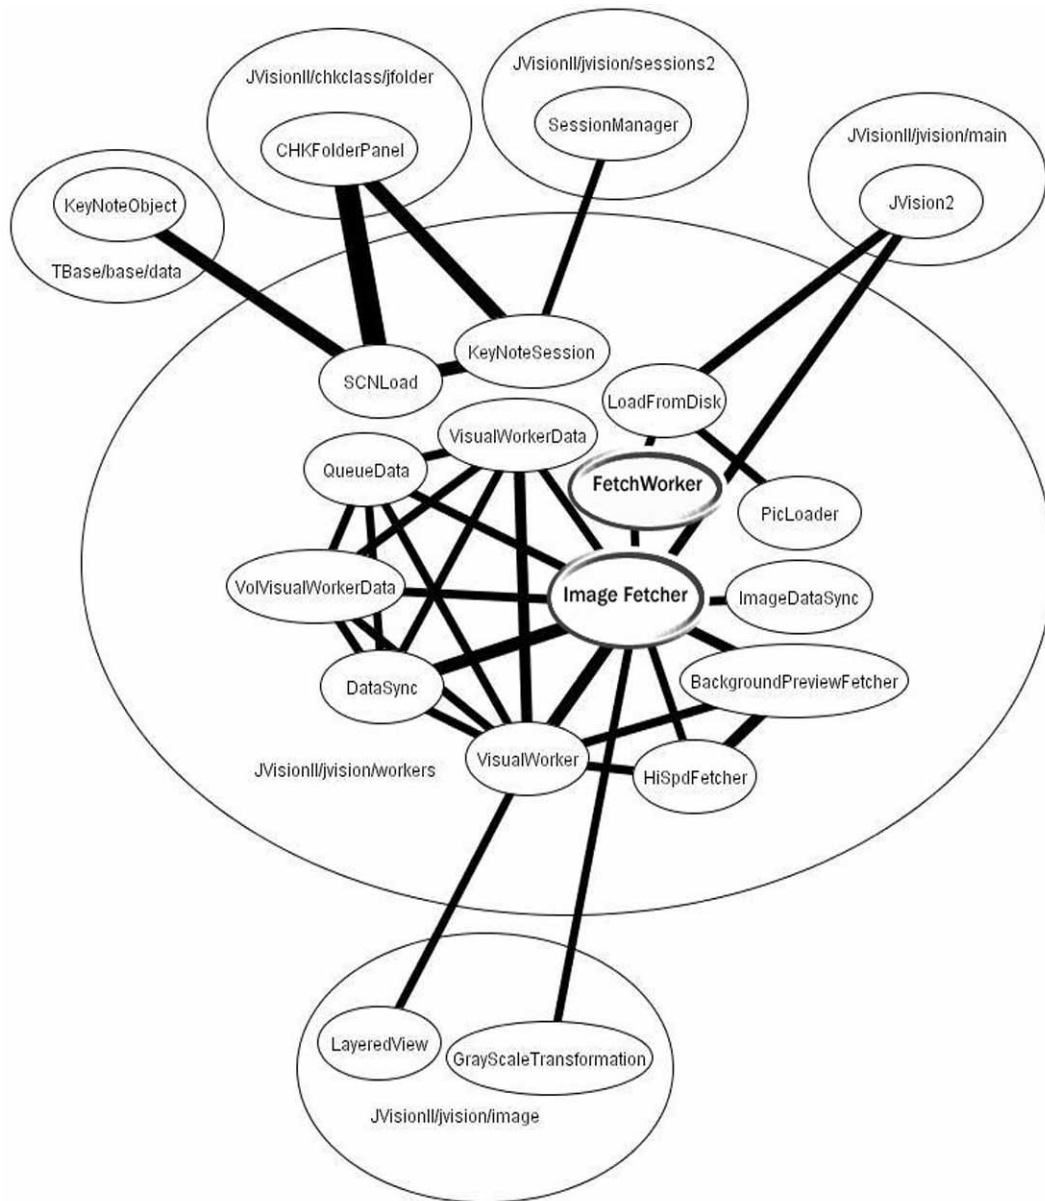 JVisionII/jvision/sessions2
JVisionII/chkclass/jfolder
SessionManager
JVisionII/jvision/main
CHKFolderPanel
KeyNoteObject
JVision2
TBase/base/data
KeyNoteSession
SCNLoad
LoadFromDisk
VisualWorkerData
QueueData
FetchWorker
PicLoader
VolVisualWorkerData
Image Fetcher
ImageDataSync
DataSync
BackgroundPreviewFetcher
VisualWorker
JVisionII/jvision/workers
HiSpdFetcher
LayeredView
GrayScaleTransformation
JVisionII/jvision/image